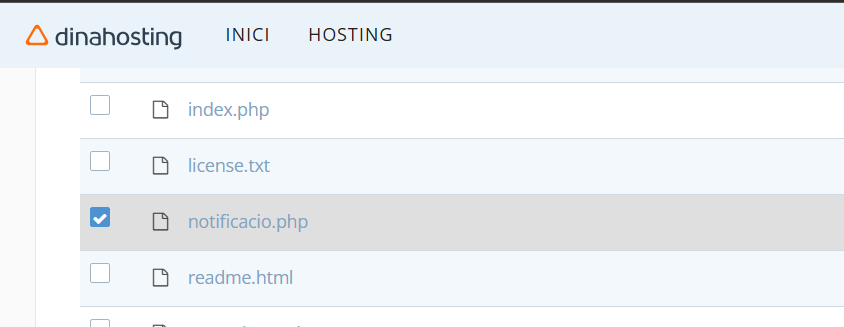 dinahosting INICI HOSTING
index.php
license.txt
notificacio.php
readme.html